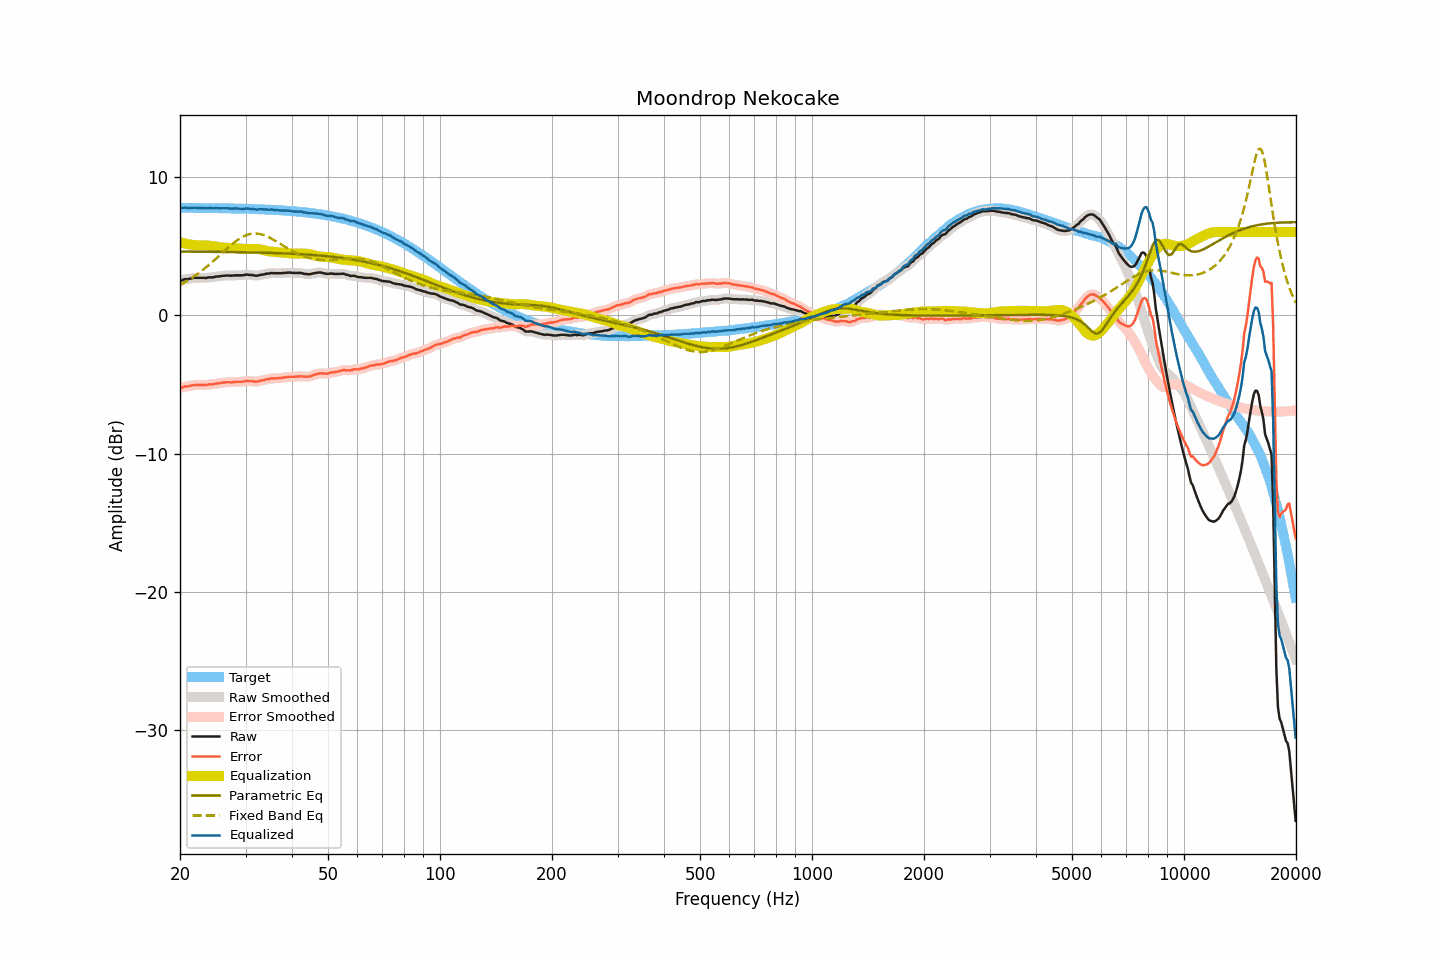 Moondrop Nekocake
10
0
−10
−20
−30
Amplitude (dBr)
Target
Raw Smoothed
Error Smoothed
Raw
Error
Equalization
Parametric Eq
Fixed Band Eq
Equalized
20 50 100 200 500 1000 2000 5000 10000 20000
Frequency (Hz)